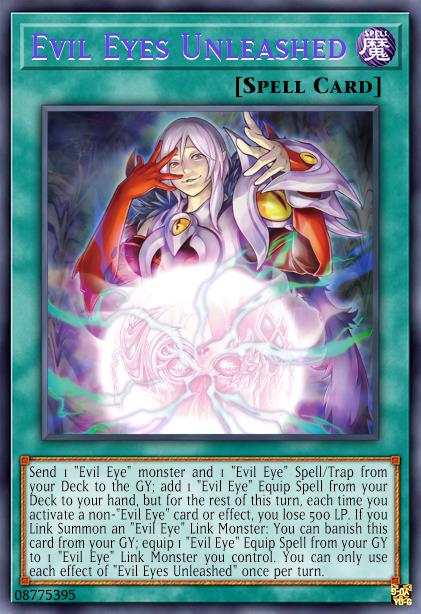 Evil Eyes Unleashed
SPELL
魔
[Spell Card]
Send 1 "Evil Eye" monster and 1 "Evil Eye" Spell/Trap from
your Deck to the GY; add 1 "Evil Eye" Equip Spell from your
Deck to your hand, but for the rest of this turn, each time you
activate a non-"Evil Eye" card or effect, you lose 500 LP. If you
Link Summon an "Evil Eye" Link Monster: You can banish this
card from your GY; equip 1 "Evil Eye" Equip Spell from your GY
to 1 "Evil Eye" Link Monster you control. You can only use
each effect of "Evil Eyes Unleashed" once per turn.
08775395